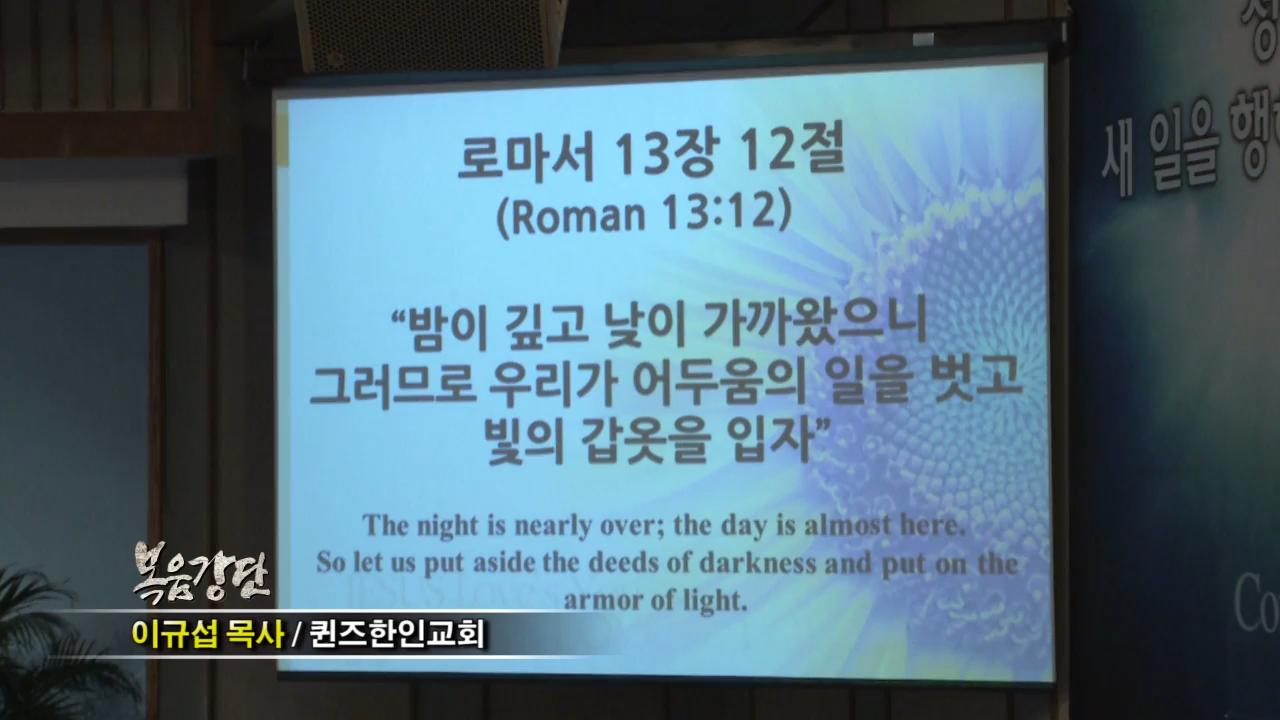 로마서 13장 12절
(Roman 13:12)
“밤이 깊고 낮이 가까왔으니
그러므로 우리가 어두움의 일을 벗고
빛의 갑옷을 입자”
The night is nearly over; the day is almost here.
So let us put aside the deeds of darkness and put on the
armor of light.
새 일을
복음강단
이규섭 목사 / 퀸즈한인교회